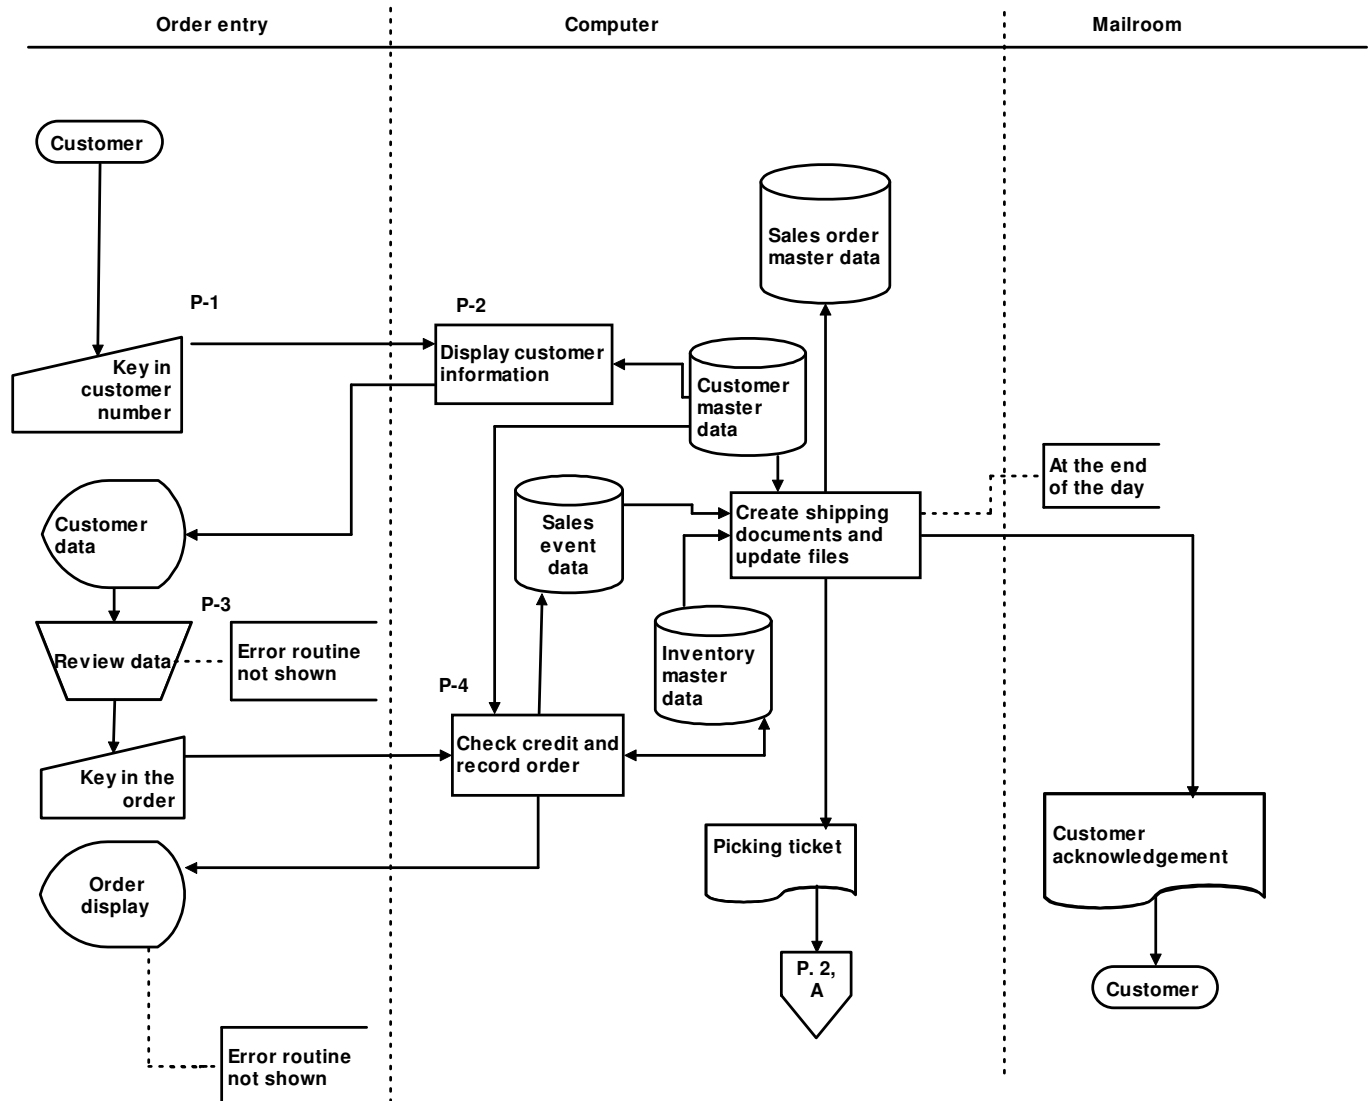 Order entry
Computer
Mailroom
Customer
Sales order
master data
P-1
P-2
Key in
customer
number
Display customer
information
Customer
master
data
At the end
of the day
Customer
data
Sales
event
data
Create shipping
documents and
update files
P-3
Review data
Error routine
not shown
Inventory
master
data
P-4
Key in the
order
Check credit and
record order
Picking ticket
Customer
acknowledgement
Order
display
P. 2,
A
Customer
Error routine
not shown